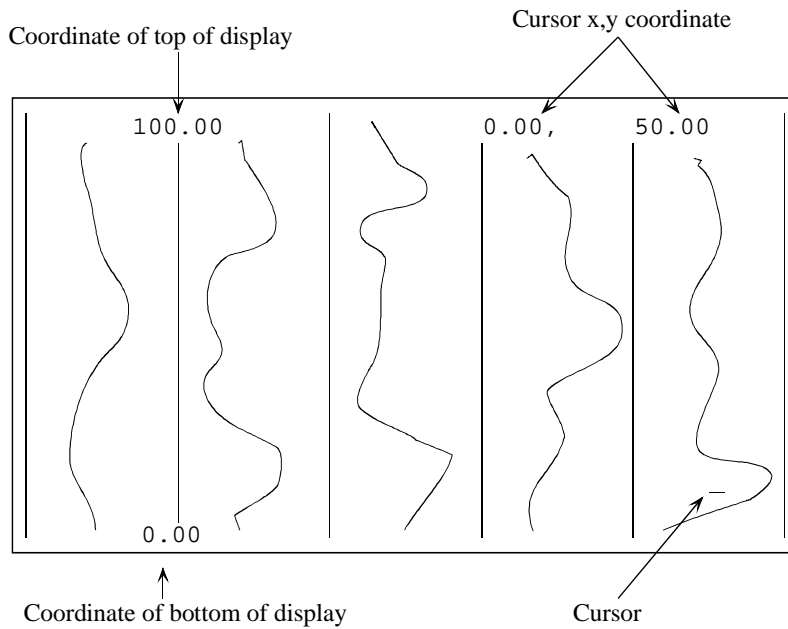 Cursor x,y coordinate
Coordinate of top of display
100.00
0.00,
50.00
0.00
Coordinate of bottom of display
Cursor